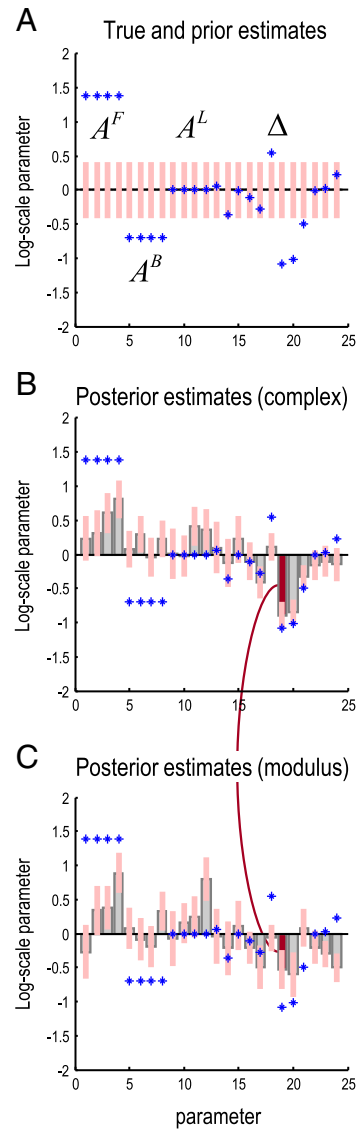 A
True and prior estimates
Log-scale parameter
2
1.5
1
0.5
0
-0.5
-1
-1.5
-2
A^F
A^L
Δ
A^B
0 5 10 15 20 25
B
Posterior estimates (complex)
Log-scale parameter
2
1.5
1
0.5
0
-0.5
-1
-1.5
-2
0 5 10 15 20 25
C
Posterior estimates (modulus)
Log-scale parameter
2
1.5
1
0.5
0
-0.5
-1
-1.5
-2
0 5 10 15 20 25
parameter